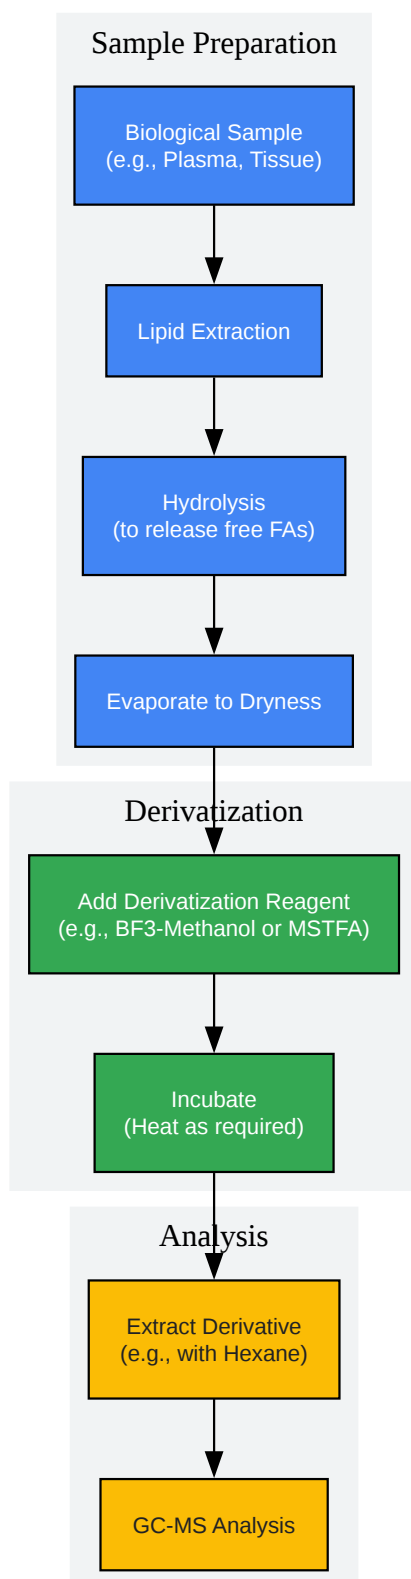 Sample Preparation
Biological Sample
(e.g., Plasma, Tissue)
Lipid Extraction
Hydrolysis
(to release free FAs)
Evaporate to Dryness
Derivatization
Add Derivatization Reagent
(e.g., BF3-Methanol or MSTFA)
Incubate
(Heat as required)
Analysis
Extract Derivative
(e.g., with Hexane)
GC-MS Analysis